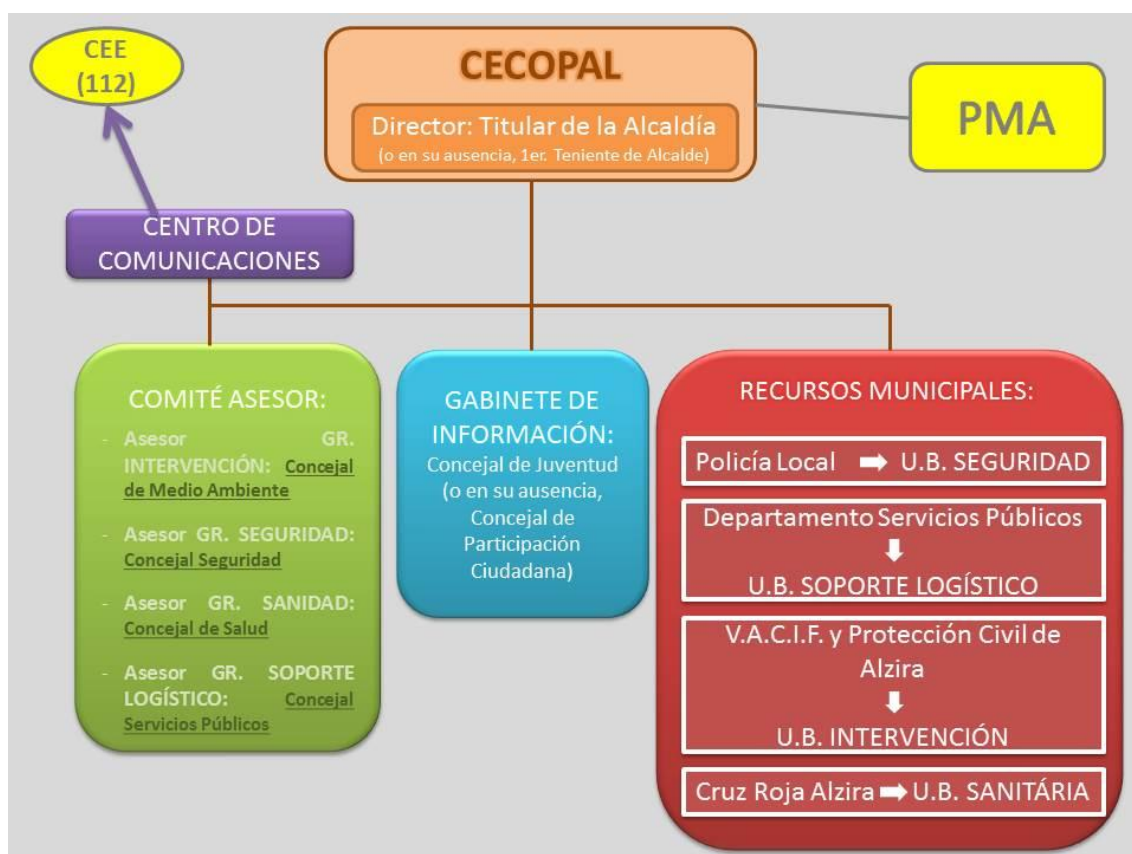 CEE
(112)
CECOPAL
Director: Titular de la Alcaldía
(o en su ausencia, 1er. Teniente de Alcalde)
PMA
CENTRO DE
COMUNICACIONES
COMITÉ ASESOR:
- Asesor GR.
INTERVENCIÓN: Concejal
de Medio Ambiente
- Asesor GR. SEGURIDAD:
Concejal Seguridad
- Asesor GR. SANIDAD:
Concejal de Salud
- Asesor GR. SOPORTE
LOGÍSTICO: Concejal
Servicios Públicos
GABINETE DE
INFORMACIÓN:
Concejal de Juventud
(o en su ausencia,
Concejal de
Participación
Ciudadana)
RECURSOS MUNICIPALES:
Policía Local ➡ U.B. SEGURIDAD
Departamento Servicios Públicos
⬇
U.B. SOPORTE LOGÍSTICO
V.A.C.I.F. y Protección Civil de
Alzira
⬇
U.B. INTERVENCIÓN
Cruz Roja Alzira ➡ U.B. SANITÁRIA